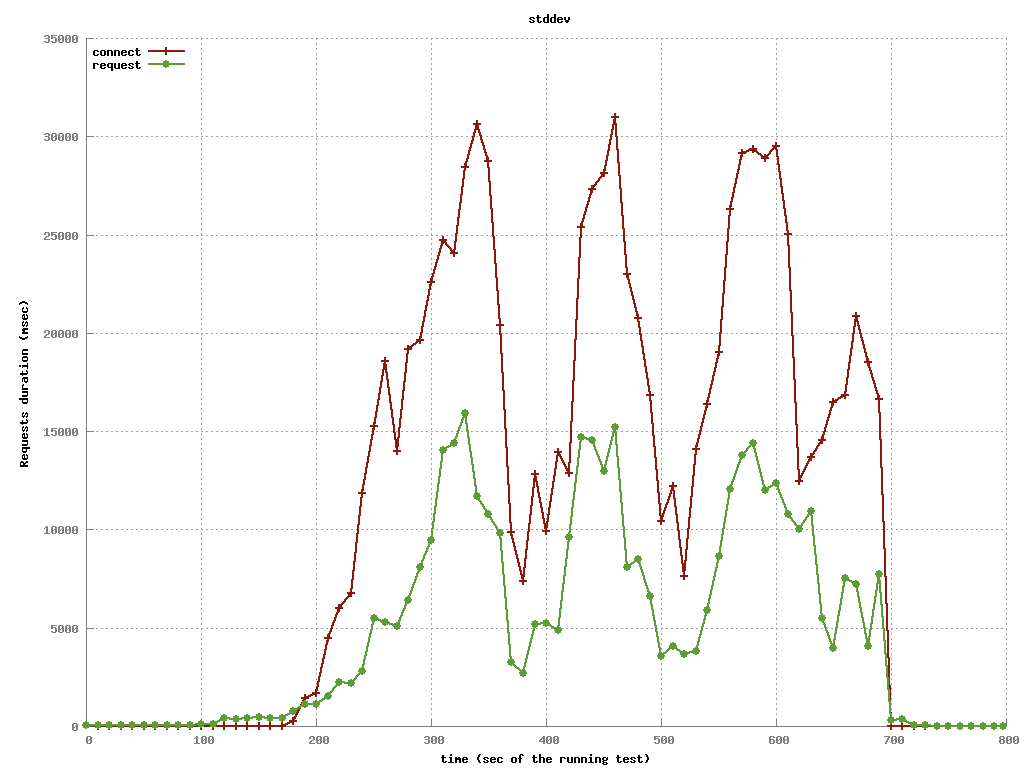 stddev
35000
connect
request
30000
25000
20000
15000
10000
5000
0
Requests duration (msec)
0 100 200 300 400 500 600 700 800
time (sec of the running test)